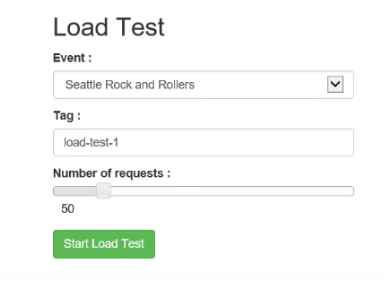 Load Test
Event :
Seattle Rock and Rollers
Tag :
load-test-1
Number of requests :
50
Start Load Test